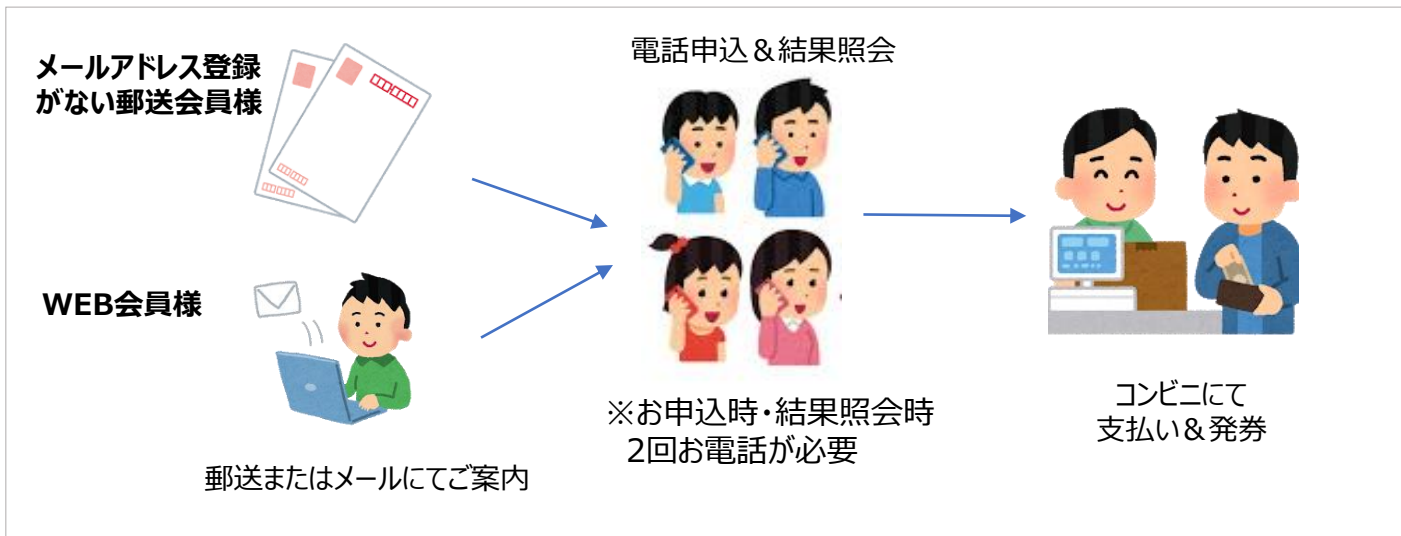 メールアドレス登録
がない郵送会員様
WEB会員様
郵送またはメールにてご案内
電話申込＆結果照会
※お申込時・結果照会時
2回お電話が必要
コンビニにて
支払い＆発券